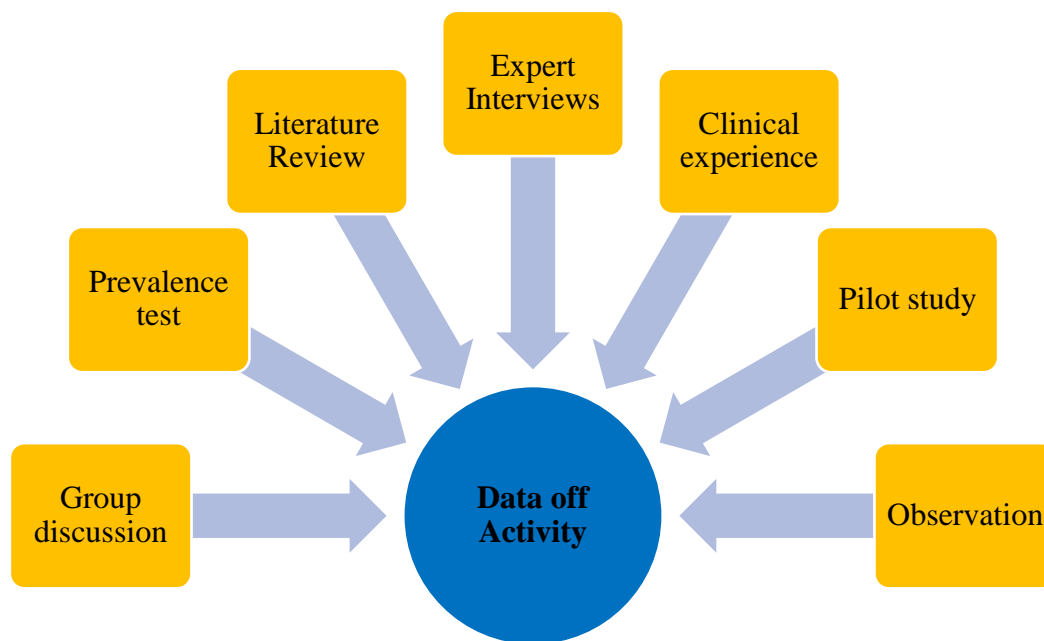 Expert
Interviews
Literature
Review
Clinical
experience
Prevalence
test
Pilot study
Group
discussion
Data off
Activity
Observation